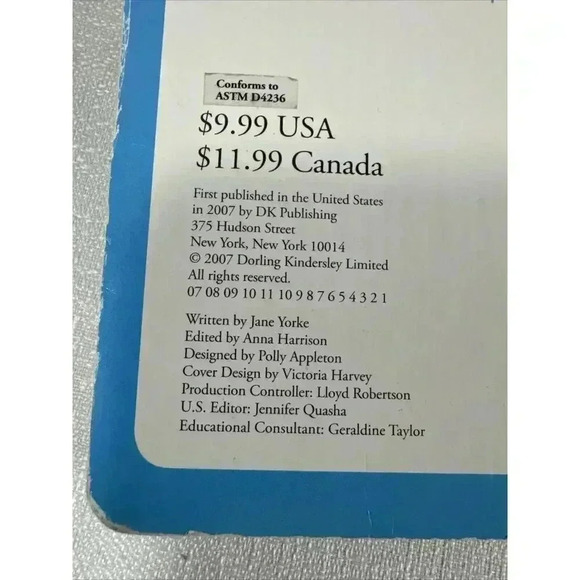 Conforms to
ASTM D4236
$9.99 USA
$11.99 Canada
First published in the United States
in 2007 by DK Publishing
375 Hudson Street
New York, New York 10014
© 2007 Dorling Kindersley Limited
All rights reserved.
07 08 09 10 11 10 9 8 7 6 5 4 3 2 1
Written by Jane Yorke
Edited by Anna Harrison
Designed by Polly Appleton
Cover Design by Victoria Harvey
Production Controller: Lloyd Robertson
U.S. Editor: Jennifer Quasha
Educational Consultant: Geraldine Taylor